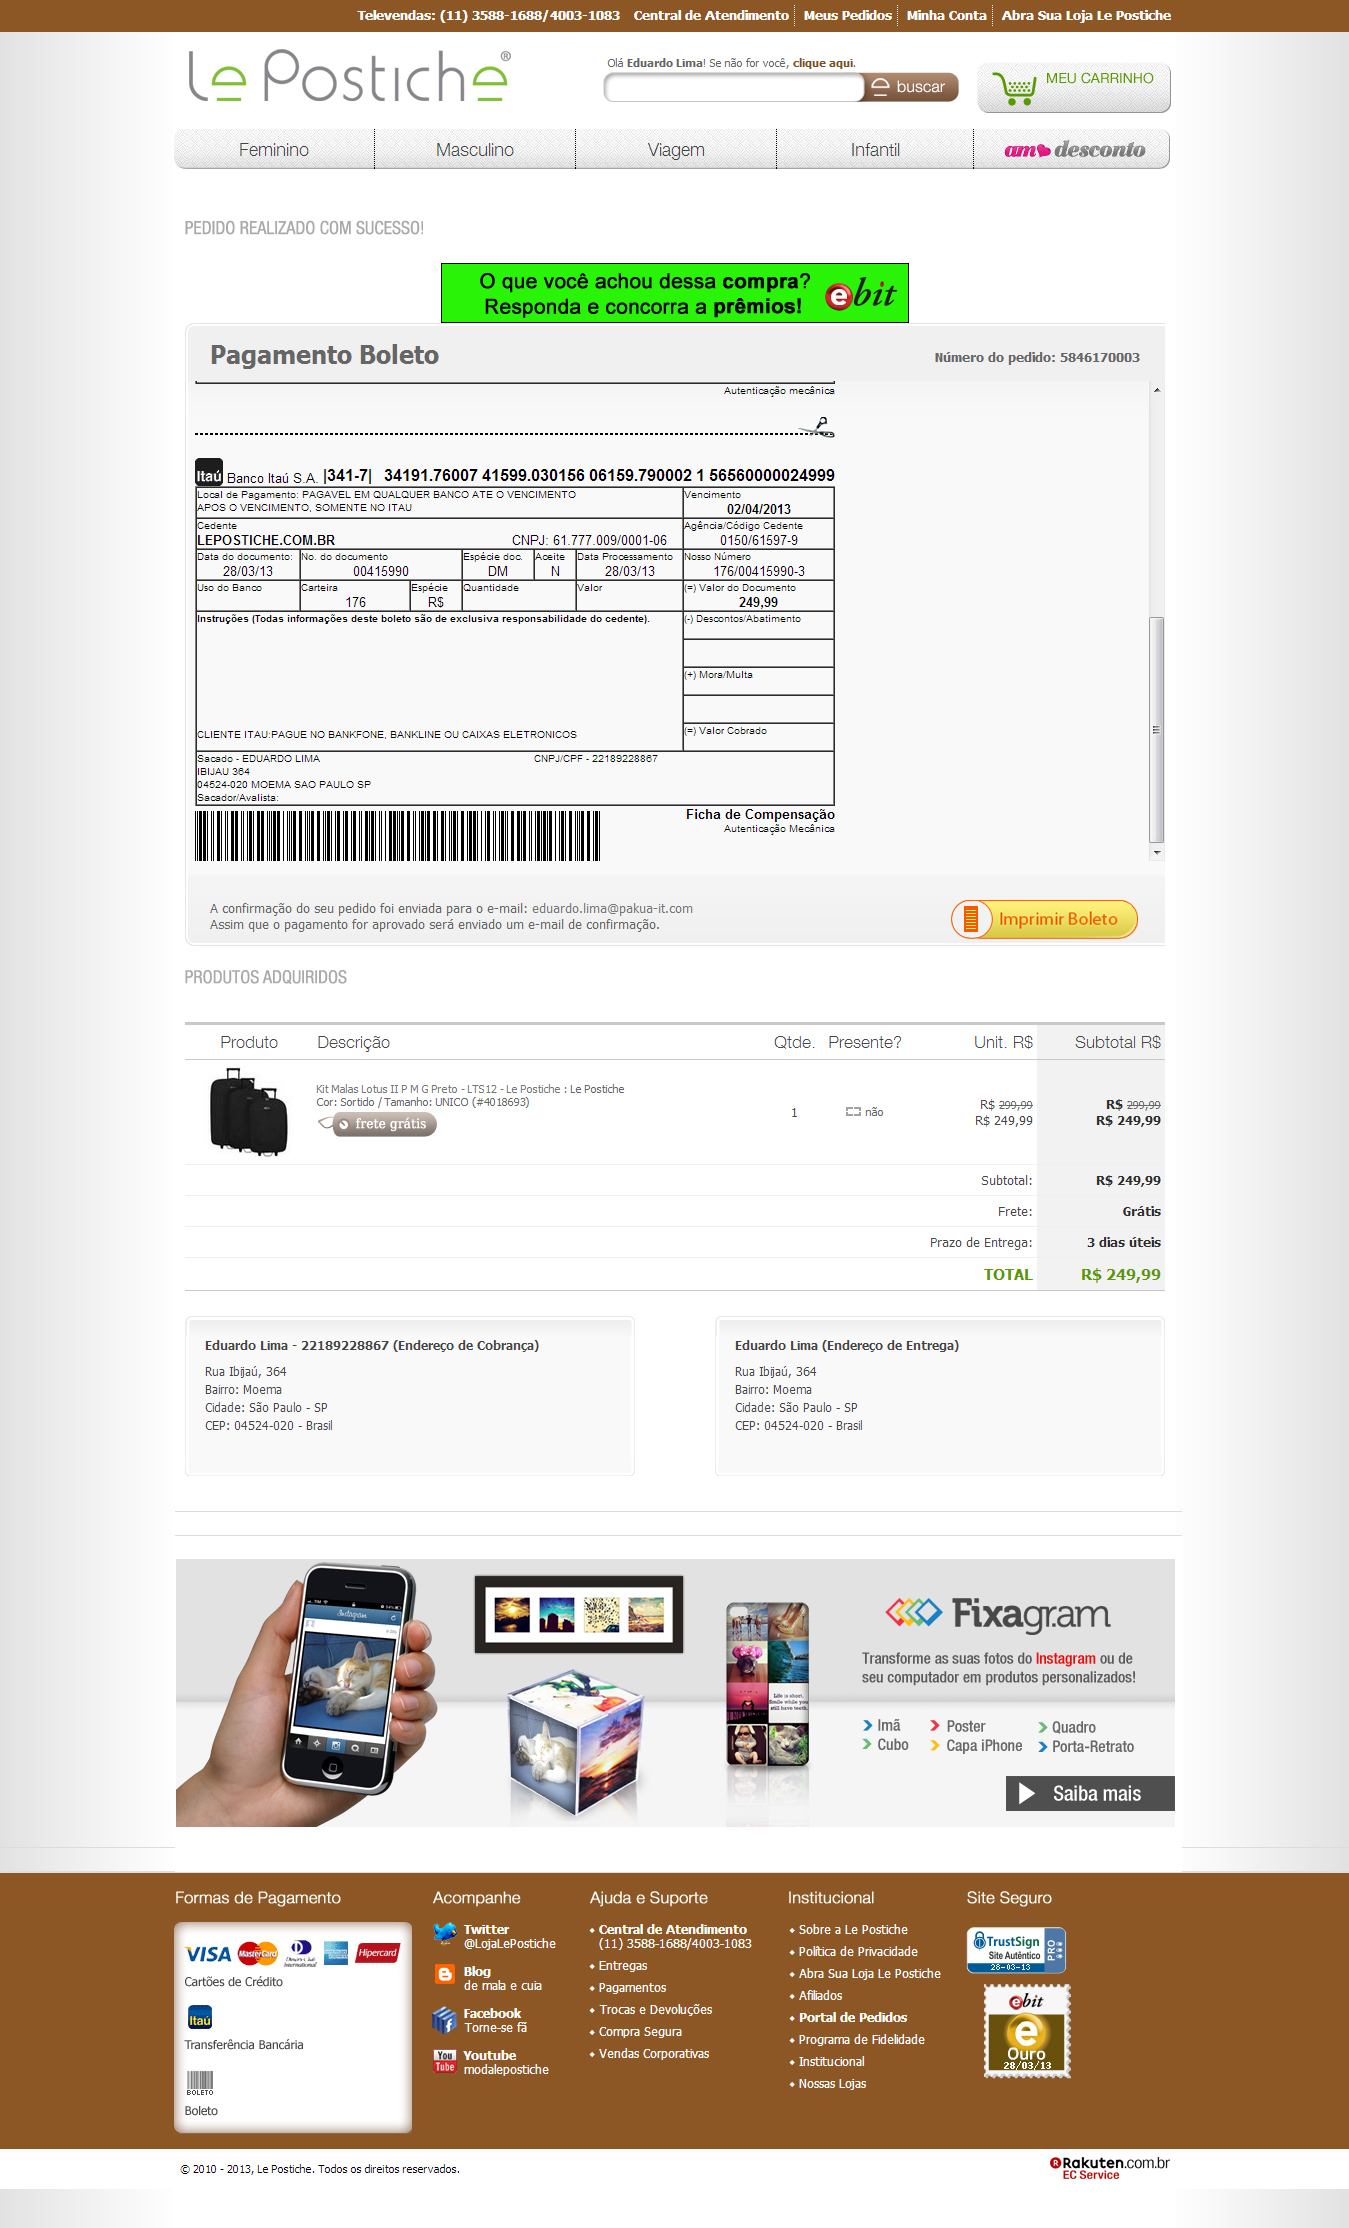 Televendas: (11) 3588-1688/4003-1083 Central de Atendimento Meus Pedidos Minha Conta Abra Sua Loja Le Postiche
Le Postiche®
Olá Eduardo Lima! Se não for você, clique aqui.
buscar
MEU CARRINHO
Feminino Masculino Viagem Infantil amo desconto
PEDIDO REALIZADO COM SUCESSO!
O que você achou dessa compra?
Responda e concorra a prêmios!
ebit
Pagamento Boleto
Número do pedido: 5846170003
Autenticação mecânica
Itaú Banco Itaú S.A. |341-7| 34191.76007 41599.030156 06159.790002 1 56560000024999
Local de Pagamento: PAGAVEL EM QUALQUER BANCO ATE O VENCIMENTO
APOS O VENCIMENTO, SOMENTE NO ITAU
Vencimento
02/04/2013
Cedente
LEPOSTICHE.COM.BR CNPJ: 61.777.009/0001-06
Agência/Código Cedente
0150/61597-9
Data do documento: No. do documento Espécie doc. Aceite Data Processamento Nosso Número
28/03/13 00415990 DM N 28/03/13 176/00415990-3
Uso do Banco Carteira Espécie Quantidade Valor (=) Valor do Documento
176 R$ 249,99
Instruções (Todas informações deste boleto são de exclusiva responsabilidade do cedente).
(-) Descontos/Abatimento
(+) Mora/Multa
(=) Valor Cobrado
CLIENTE ITAU:PAGUE NO BANKFONE, BANKLINE OU CAIXAS ELETRONICOS
Sacado - EDUARDO LIMA CNPJ/CPF - 22189228867
IBIJAU 364
04524-020 MOEMA SAO PAULO SP
Sacador/Avalista:
Ficha de Compensação
Autenticação Mecânica
A confirmação do seu pedido foi enviada para o e-mail: eduardo.lima@pakua-it.com
Assim que o pagamento for aprovado será enviado um e-mail de confirmação.
Imprimir Boleto
PRODUTOS ADQUIRIDOS
Produto Descrição Qtde. Presente? Unit. R$ Subtotal R$
Kit Malas Lotus II P M G Preto - LTS12 - Le Postiche : Le Postiche
Cor: Sortido / Tamanho: UNICO (#4018693)
frete grátis
1 não
R$ 299,99 R$ 299,99
R$ 249,99 R$ 249,99
Subtotal: R$ 249,99
Frete: Grátis
Prazo de Entrega: 3 dias úteis
TOTAL R$ 249,99
Eduardo Lima - 22189228867 (Endereço de Cobrança)
Rua Ibijaú, 364
Bairro: Moema
Cidade: São Paulo - SP
CEP: 04524-020 - Brasil
Eduardo Lima (Endereço de Entrega)
Rua Ibijaú, 364
Bairro: Moema
Cidade: São Paulo - SP
CEP: 04524-020 - Brasil
Instagram
Life is short.
Smile while you
still have teeth.
Fixagram
Transforme as suas fotos do Instagram ou de
seu computador em produtos personalizados!
Imã Poster Quadro
Cubo Capa iPhone Porta-Retrato
Saiba mais
Formas de Pagamento
VISA MasterCard Diners Club International Hipercard
Cartões de Crédito
Itaú
Transferência Bancária
BOLETO
Boleto
Acompanhe
Twitter
@LojaLePostiche
Blog
de mala e cuia
Facebook
Torne-se fã
You Tube
Youtube
modalepostiche
Ajuda e Suporte
Central de Atendimento
(11) 3588-1688/4003-1083
Entregas
Pagamentos
Trocas e Devoluções
Compra Segura
Vendas Corporativas
Institucional
Sobre a Le Postiche
Política de Privacidade
Abra Sua Loja Le Postiche
Afiliados
Portal de Pedidos
Programa de Fidelidade
Institucional
Nossas Lojas
Site Seguro
TrustSign
Site Autêntico
28-03-13
PRO
ebit
e
Ouro
28/03/13
© 2010 - 2013, Le Postiche. Todos os direitos reservados.
Rakuten.com.br
EC Service